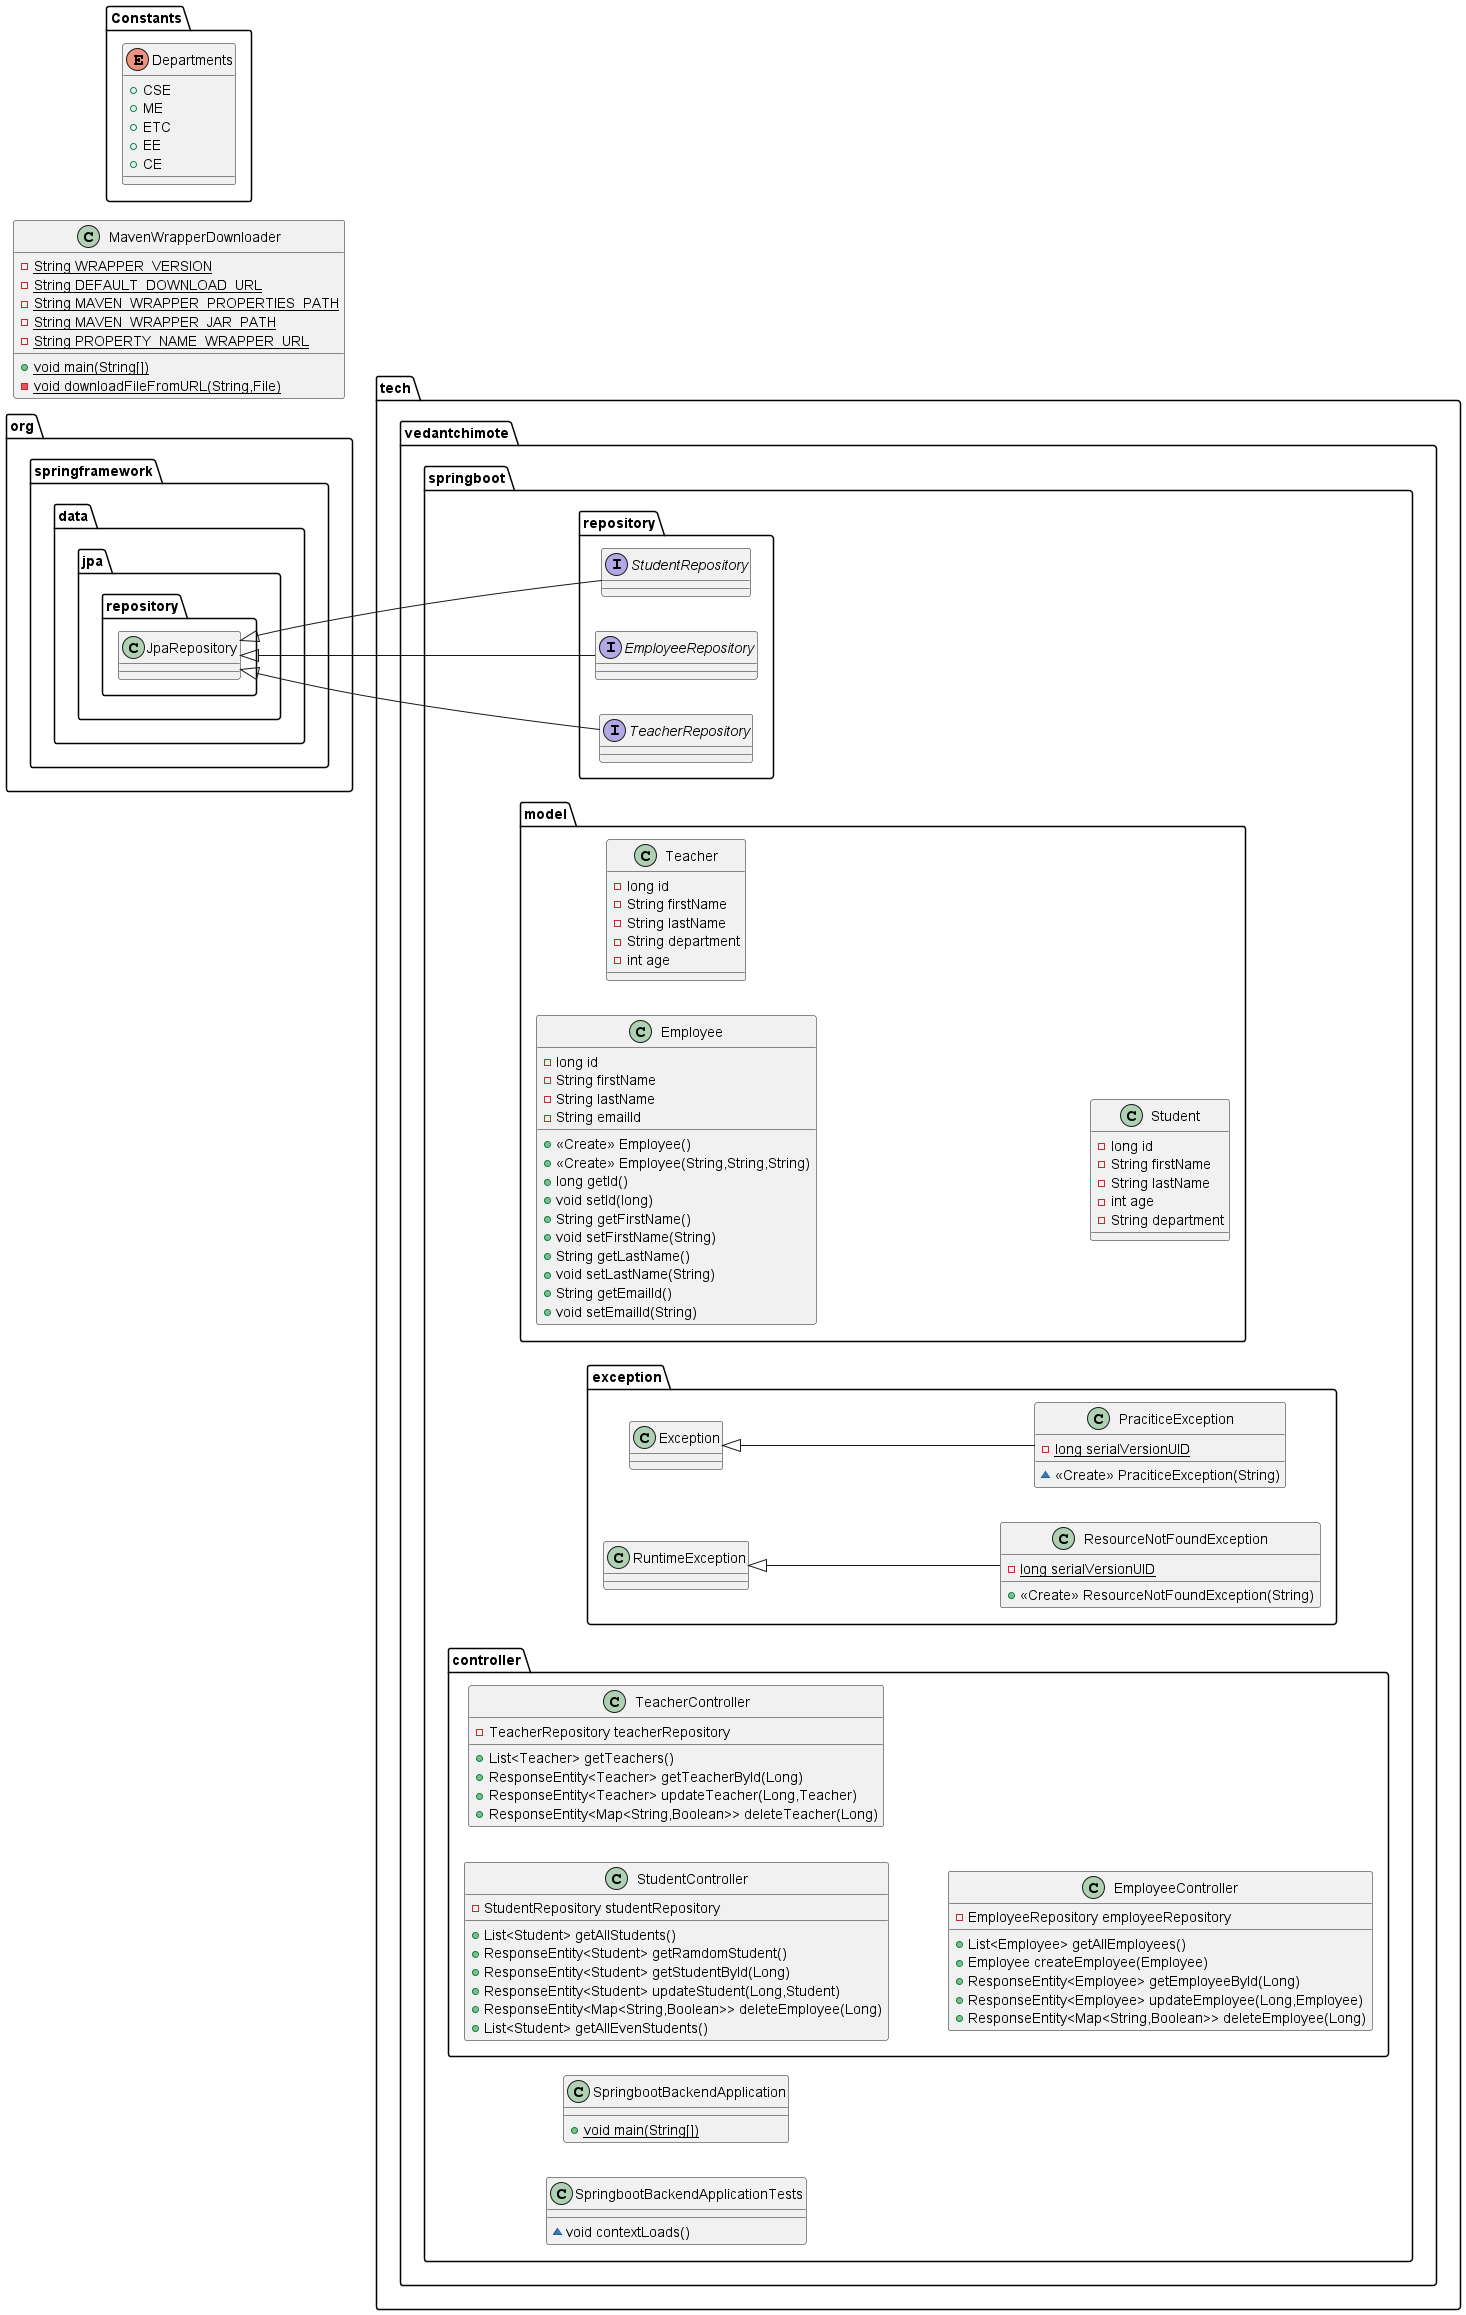 Constants
E Departments
CSE
ME
ETC
EE
CE
C MavenWrapperDownloader
String WRAPPER_VERSION
String DEFAULT_DOWNLOAD_URL
String MAVEN_WRAPPER_PROPERTIES_PATH
String MAVEN_WRAPPER_JAR_PATH
String PROPERTY_NAME_WRAPPER_URL
void main(String[])
void downloadFileFromURL(String,File)
org
springframework
data
jpa
repository
C JpaRepository
tech
vedantchimote
springboot
repository
I StudentRepository
I EmployeeRepository
I TeacherRepository
model
C Teacher
long id
String firstName
String lastName
String department
int age
C Employee
long id
String firstName
String lastName
String emailId
«Create» Employee()
«Create» Employee(String,String,String)
long getId()
void setId(long)
String getFirstName()
void setFirstName(String)
String getLastName()
void setLastName(String)
String getEmailId()
void setEmailId(String)
C Student
long id
String firstName
String lastName
int age
String department
exception
C Exception
C PraciticeException
long serialVersionUID
«Create» PraciticeException(String)
C RuntimeException
C ResourceNotFoundException
long serialVersionUID
«Create» ResourceNotFoundException(String)
controller
C TeacherController
TeacherRepository teacherRepository
List<Teacher> getTeachers()
ResponseEntity<Teacher> getTeacherById(Long)
ResponseEntity<Teacher> updateTeacher(Long,Teacher)
ResponseEntity<Map<String,Boolean>> deleteTeacher(Long)
C StudentController
StudentRepository studentRepository
List<Student> getAllStudents()
ResponseEntity<Student> getRamdomStudent()
ResponseEntity<Student> getStudentById(Long)
ResponseEntity<Student> updateStudent(Long,Student)
ResponseEntity<Map<String,Boolean>> deleteEmployee(Long)
List<Student> getAllEvenStudents()
C EmployeeController
EmployeeRepository employeeRepository
List<Employee> getAllEmployees()
Employee createEmployee(Employee)
ResponseEntity<Employee> getEmployeeById(Long)
ResponseEntity<Employee> updateEmployee(Long,Employee)
ResponseEntity<Map<String,Boolean>> deleteEmployee(Long)
C SpringbootBackendApplication
void main(String[])
C SpringbootBackendApplicationTests
void contextLoads()